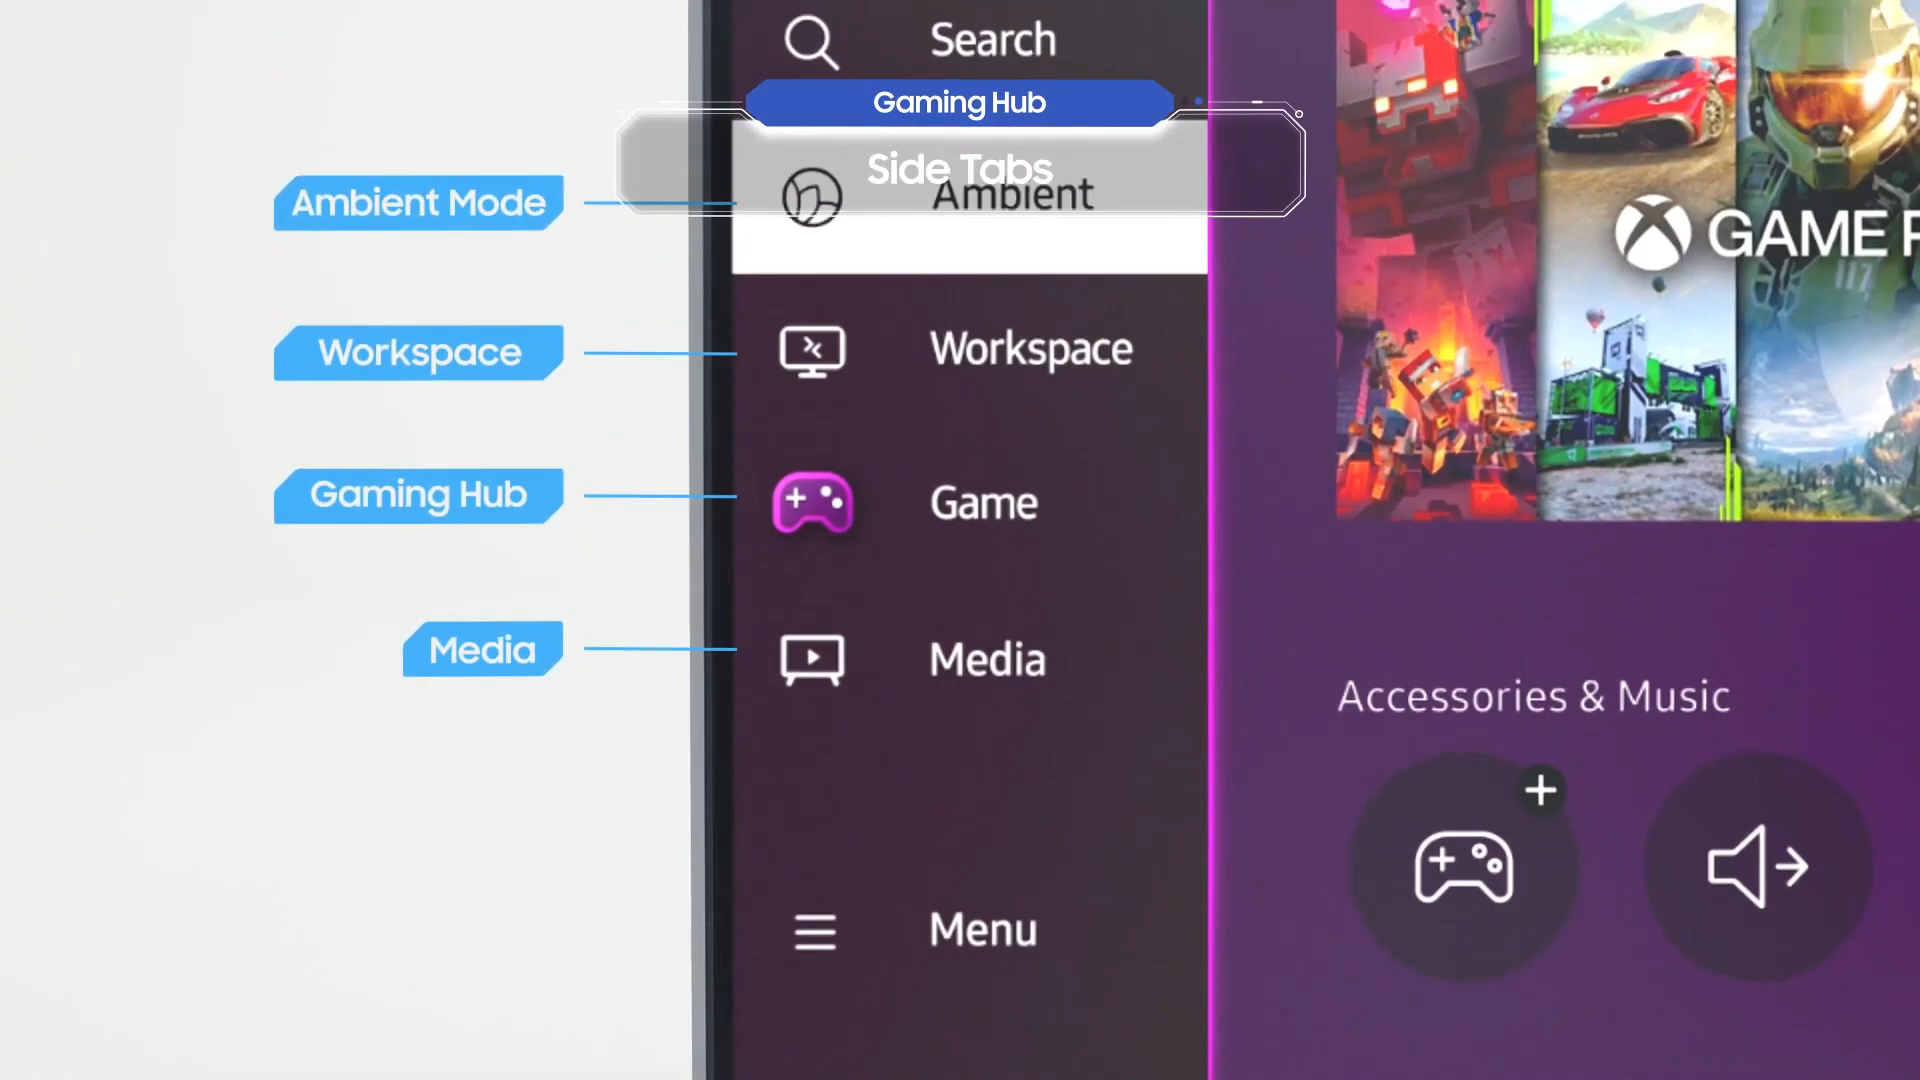 Search
Gaming Hub
Side Tabs
Ambient Mode
Ambient
Workspace
Workspace
Gaming Hub
Game
Media
Media
Menu
GAME P
117
Accessories & Music